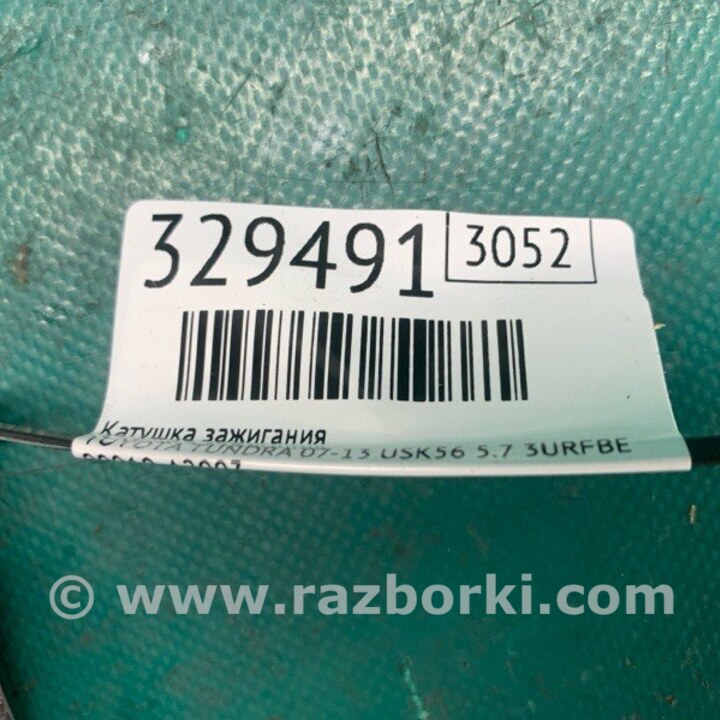 329491 3052
Катушка зажигания
TOYOTA TUNDRA 07-13 USK56 5.7 3URFBE
© www.razborki.com